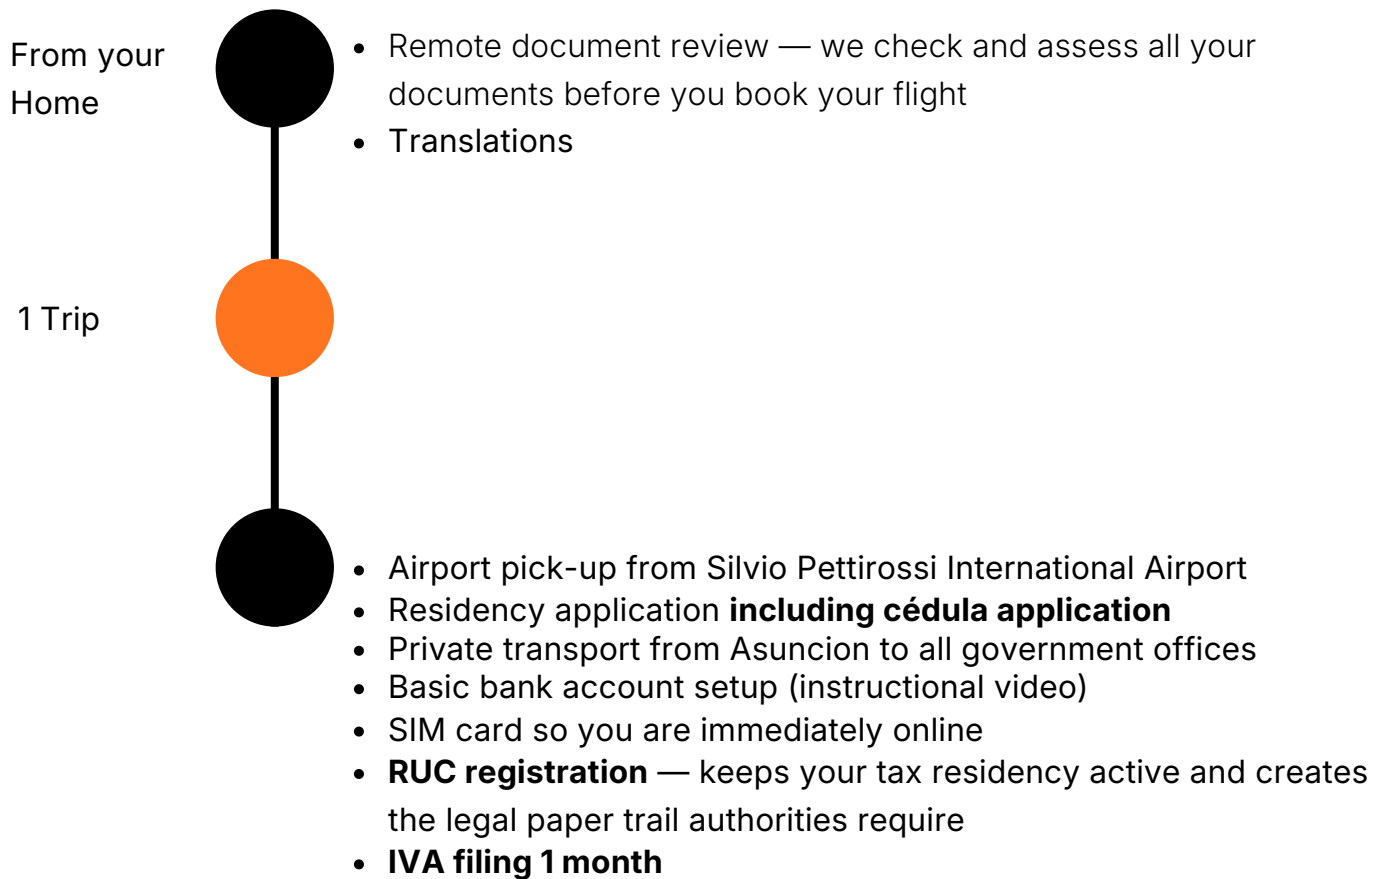 From your
Home
• Remote document review — we check and assess all your
documents before you book your flight
• Translations
1 Trip
• Airport pick-up from Silvio Pettirossi International Airport
• Residency application including cédula application
• Private transport from Asuncion to all government offices
• Basic bank account setup (instructional video)
• SIM card so you are immediately online
• RUC registration — keeps your tax residency active and creates
the legal paper trail authorities require
• IVA filing 1 month